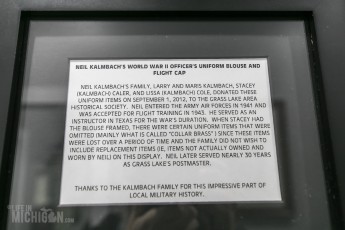 NEIL KALMBACH'S WORLD WAR II OFFICER'S UNIFORM BLOUSE AND
FLIGHT CAP
NEIL KALMBACH'S FAMILY, LARRY AND MARIS KALMBACH, STACEY
(KALMBACH) CALER, AND LISSA (KALMBACH) COLE, DONATED THESE
UNIFORM ITEMS ON SEPTEMBER 1, 2012, TO THE GRASS LAKE AREA
HISTORICAL SOCIETY. NEIL ENTERED THE ARMY AIR FORCES IN 1941 AND
WAS ACCEPTED FOR FLIGHT TRAINING IN 1943. HE SERVED AS AN
INSTRUCTOR IN TEXAS FOR THE WAR'S DURATION. WHEN STACEY HAD
THE BLOUSE FRAMED, THERE WERE CERTAIN UNIFORM ITEMS THAT WERE
OMITTED (MAINLY WHAT IS CALLED "COLLAR BRASS") SINCE THESE ITEMS
WERE LOST OVER A PERIOD OF TIME AND THE FAMILY DID NOT WISH TO
INCLUDE REPLACEMENT ITEMS (IE, ITEMS NOT ACTUALLY OWNED AND
WORN BY NEIL) ON THIS DISPLAY. NEIL LATER SERVED NEARLY 30 YEARS
AS GRASS LAKE'S POSTMASTER.
THANKS TO THE KALMBACH FAMILY FOR THIS IMPRESSIVE PART OF
LOCAL MILITARY HISTORY.
LIFE IN
MICHIGAN.com